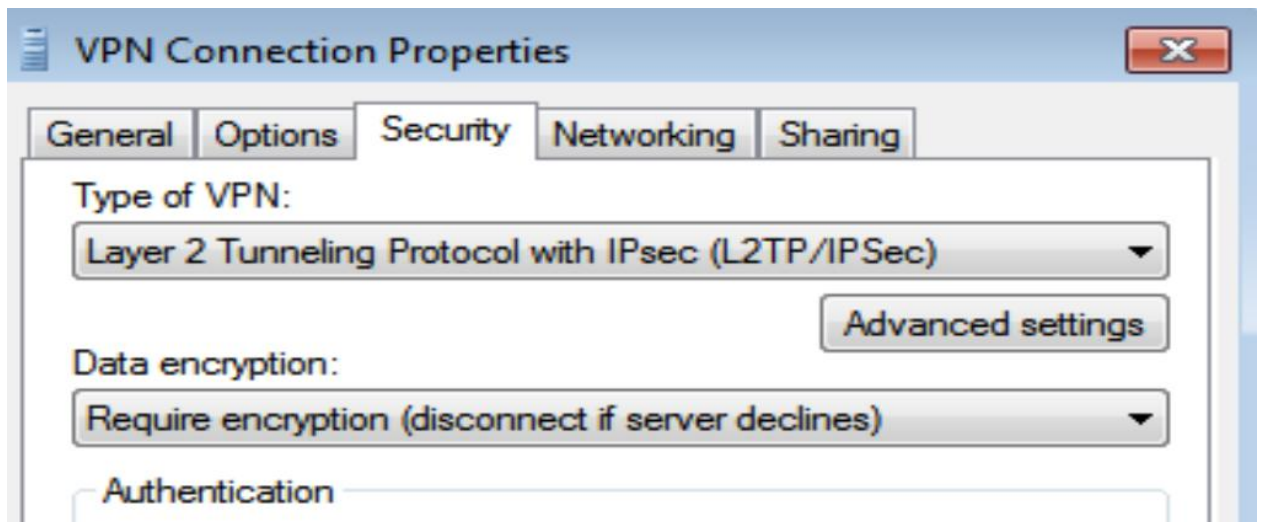 VPN Connection Properties
General Options Security Networking Sharing
Type of VPN:
Layer 2 Tunneling Protocol with IPsec (L2TP/IPSec)
Advanced settings
Data encryption:
Require encryption (disconnect if server declines)
Authentication